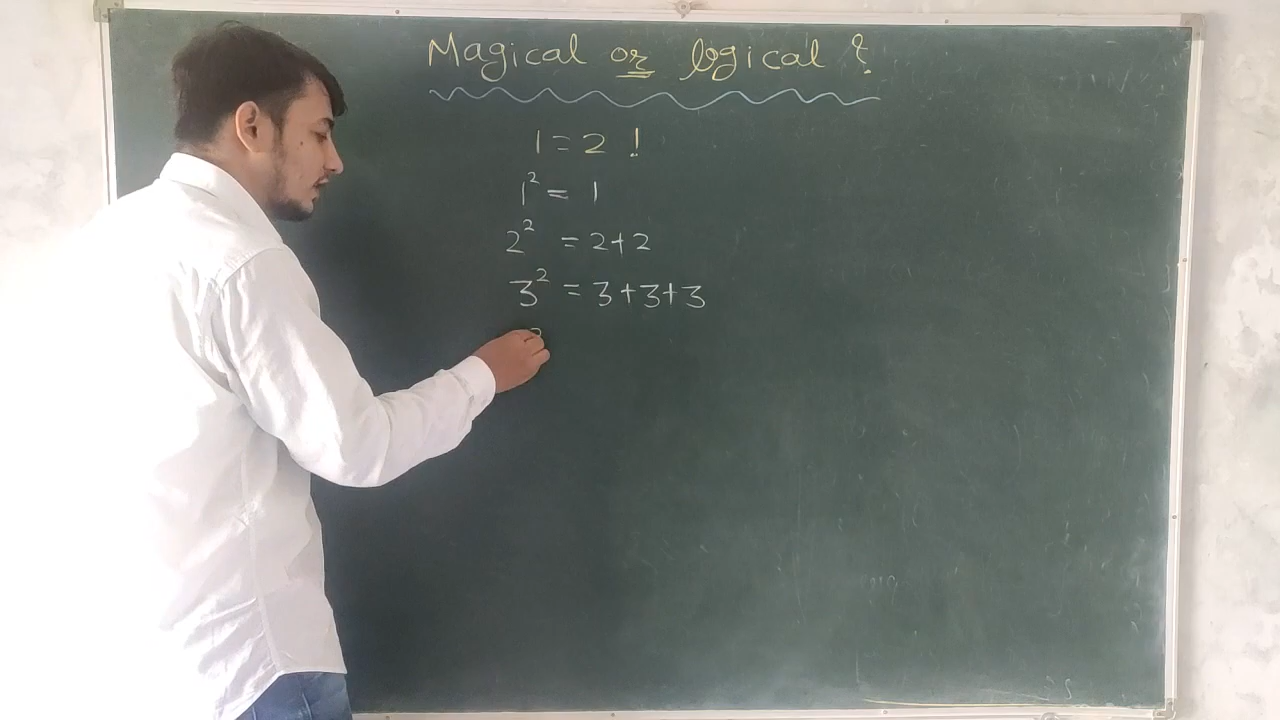 Magical or logical ?
1 = 2 !
1² = 1
2² = 2+2
3² = 3+3+3